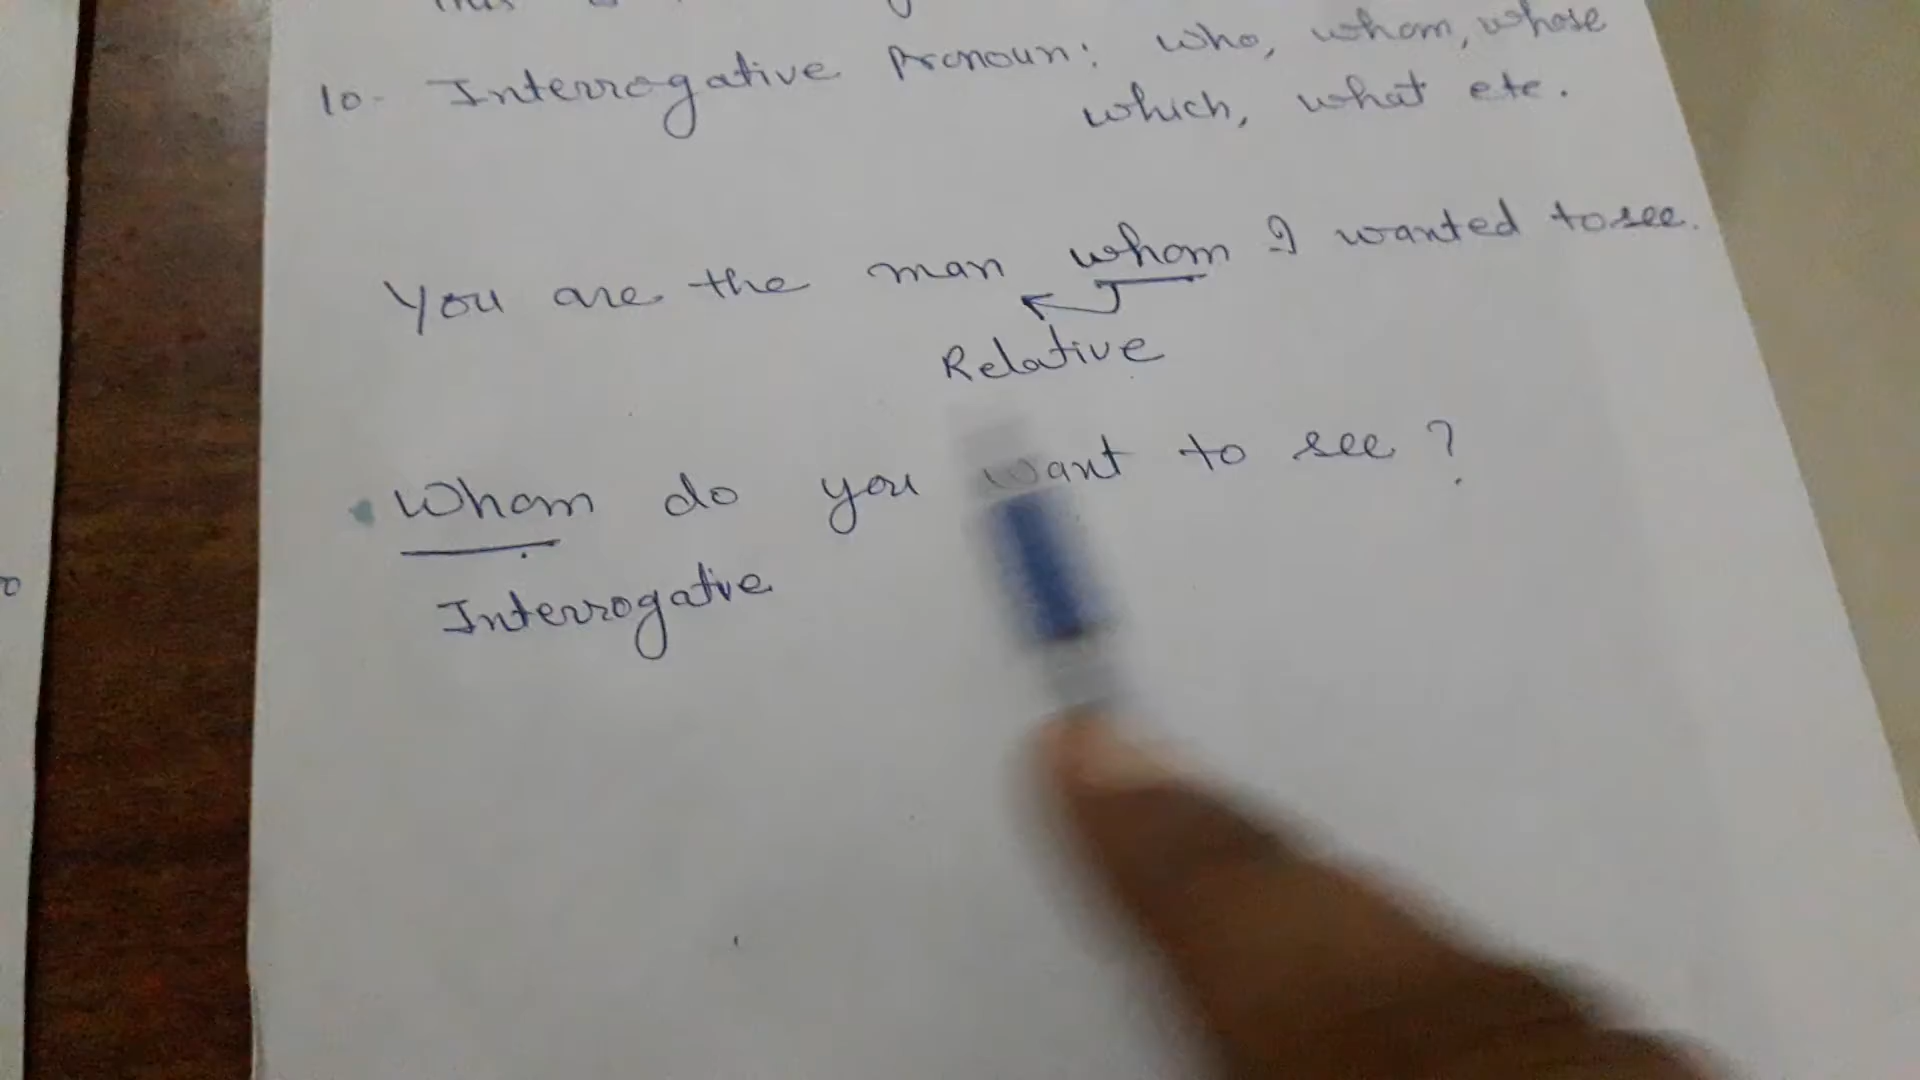 10. Interrogative Pronoun: who, whom, whose
which, what etc.
You are the man whom I wanted to see.
Relative
Whom do you want to see?
Interrogative